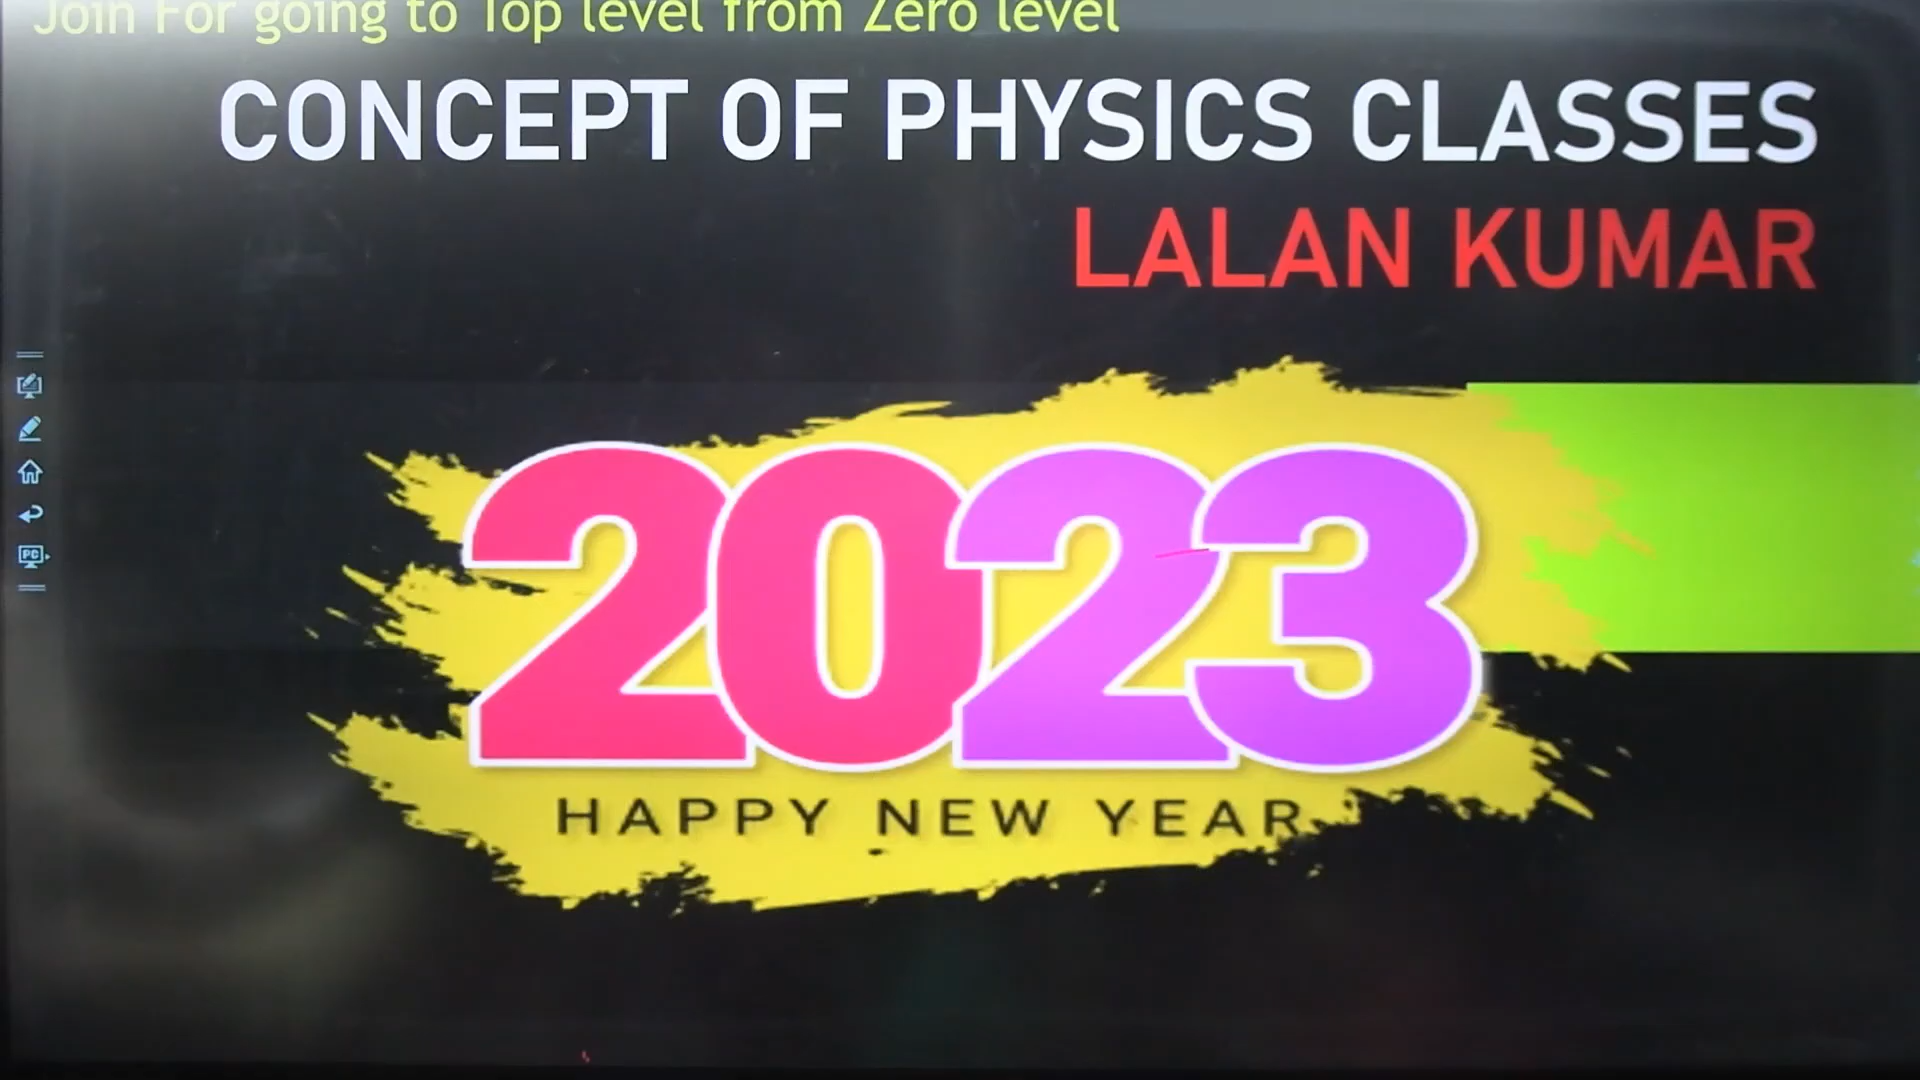 Join For going to Top level from Zero level
CONCEPT OF PHYSICS CLASSES
LALAN KUMAR
2023
HAPPY NEW YEAR
PC